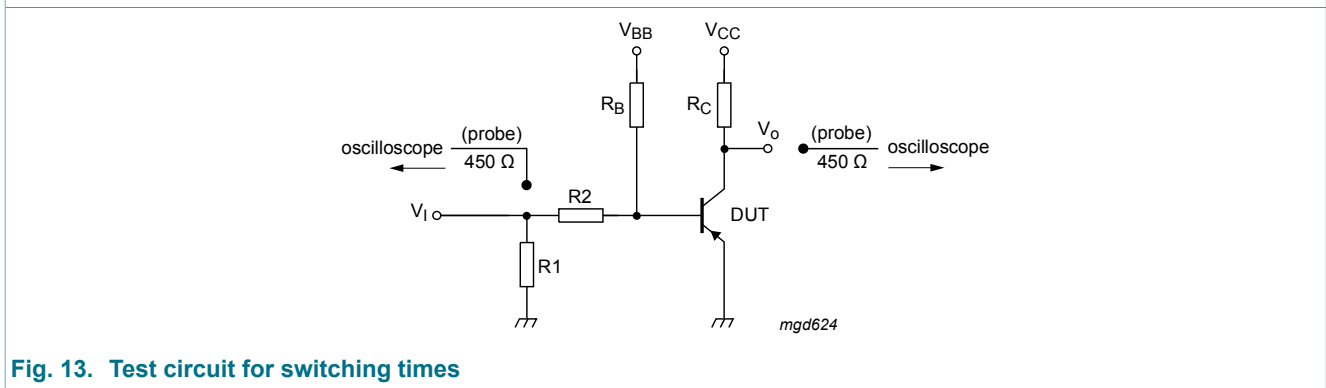 VBB
VCC
RB
RC
Vo
(probe)
450 Ω
oscilloscope
(probe)
450 Ω
oscilloscope
R2
VI
DUT
R1
mgd624
Fig. 13. Test circuit for switching times